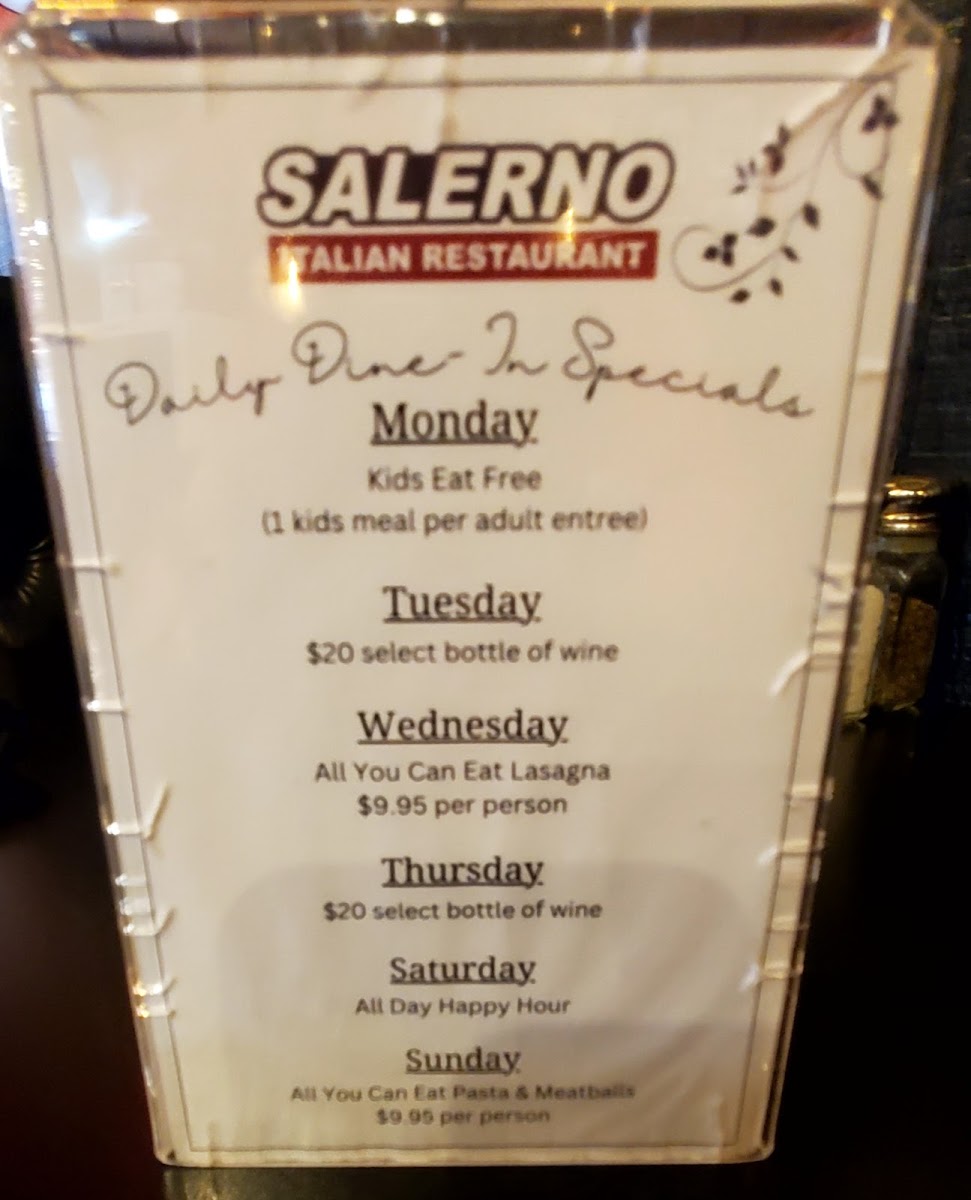 SALERNO
ITALIAN RESTAURANT
Daily Dine-In Specials
Monday
Kids Eat Free
(1 kids meal per adult entree)
Tuesday
$20 select bottle of wine
Wednesday
All You Can Eat Lasagna
$9.95 per person
Thursday
$20 select bottle of wine
Saturday
All Day Happy Hour
Sunday
All You Can Eat Pasta & Meatballs
$9.95 per person